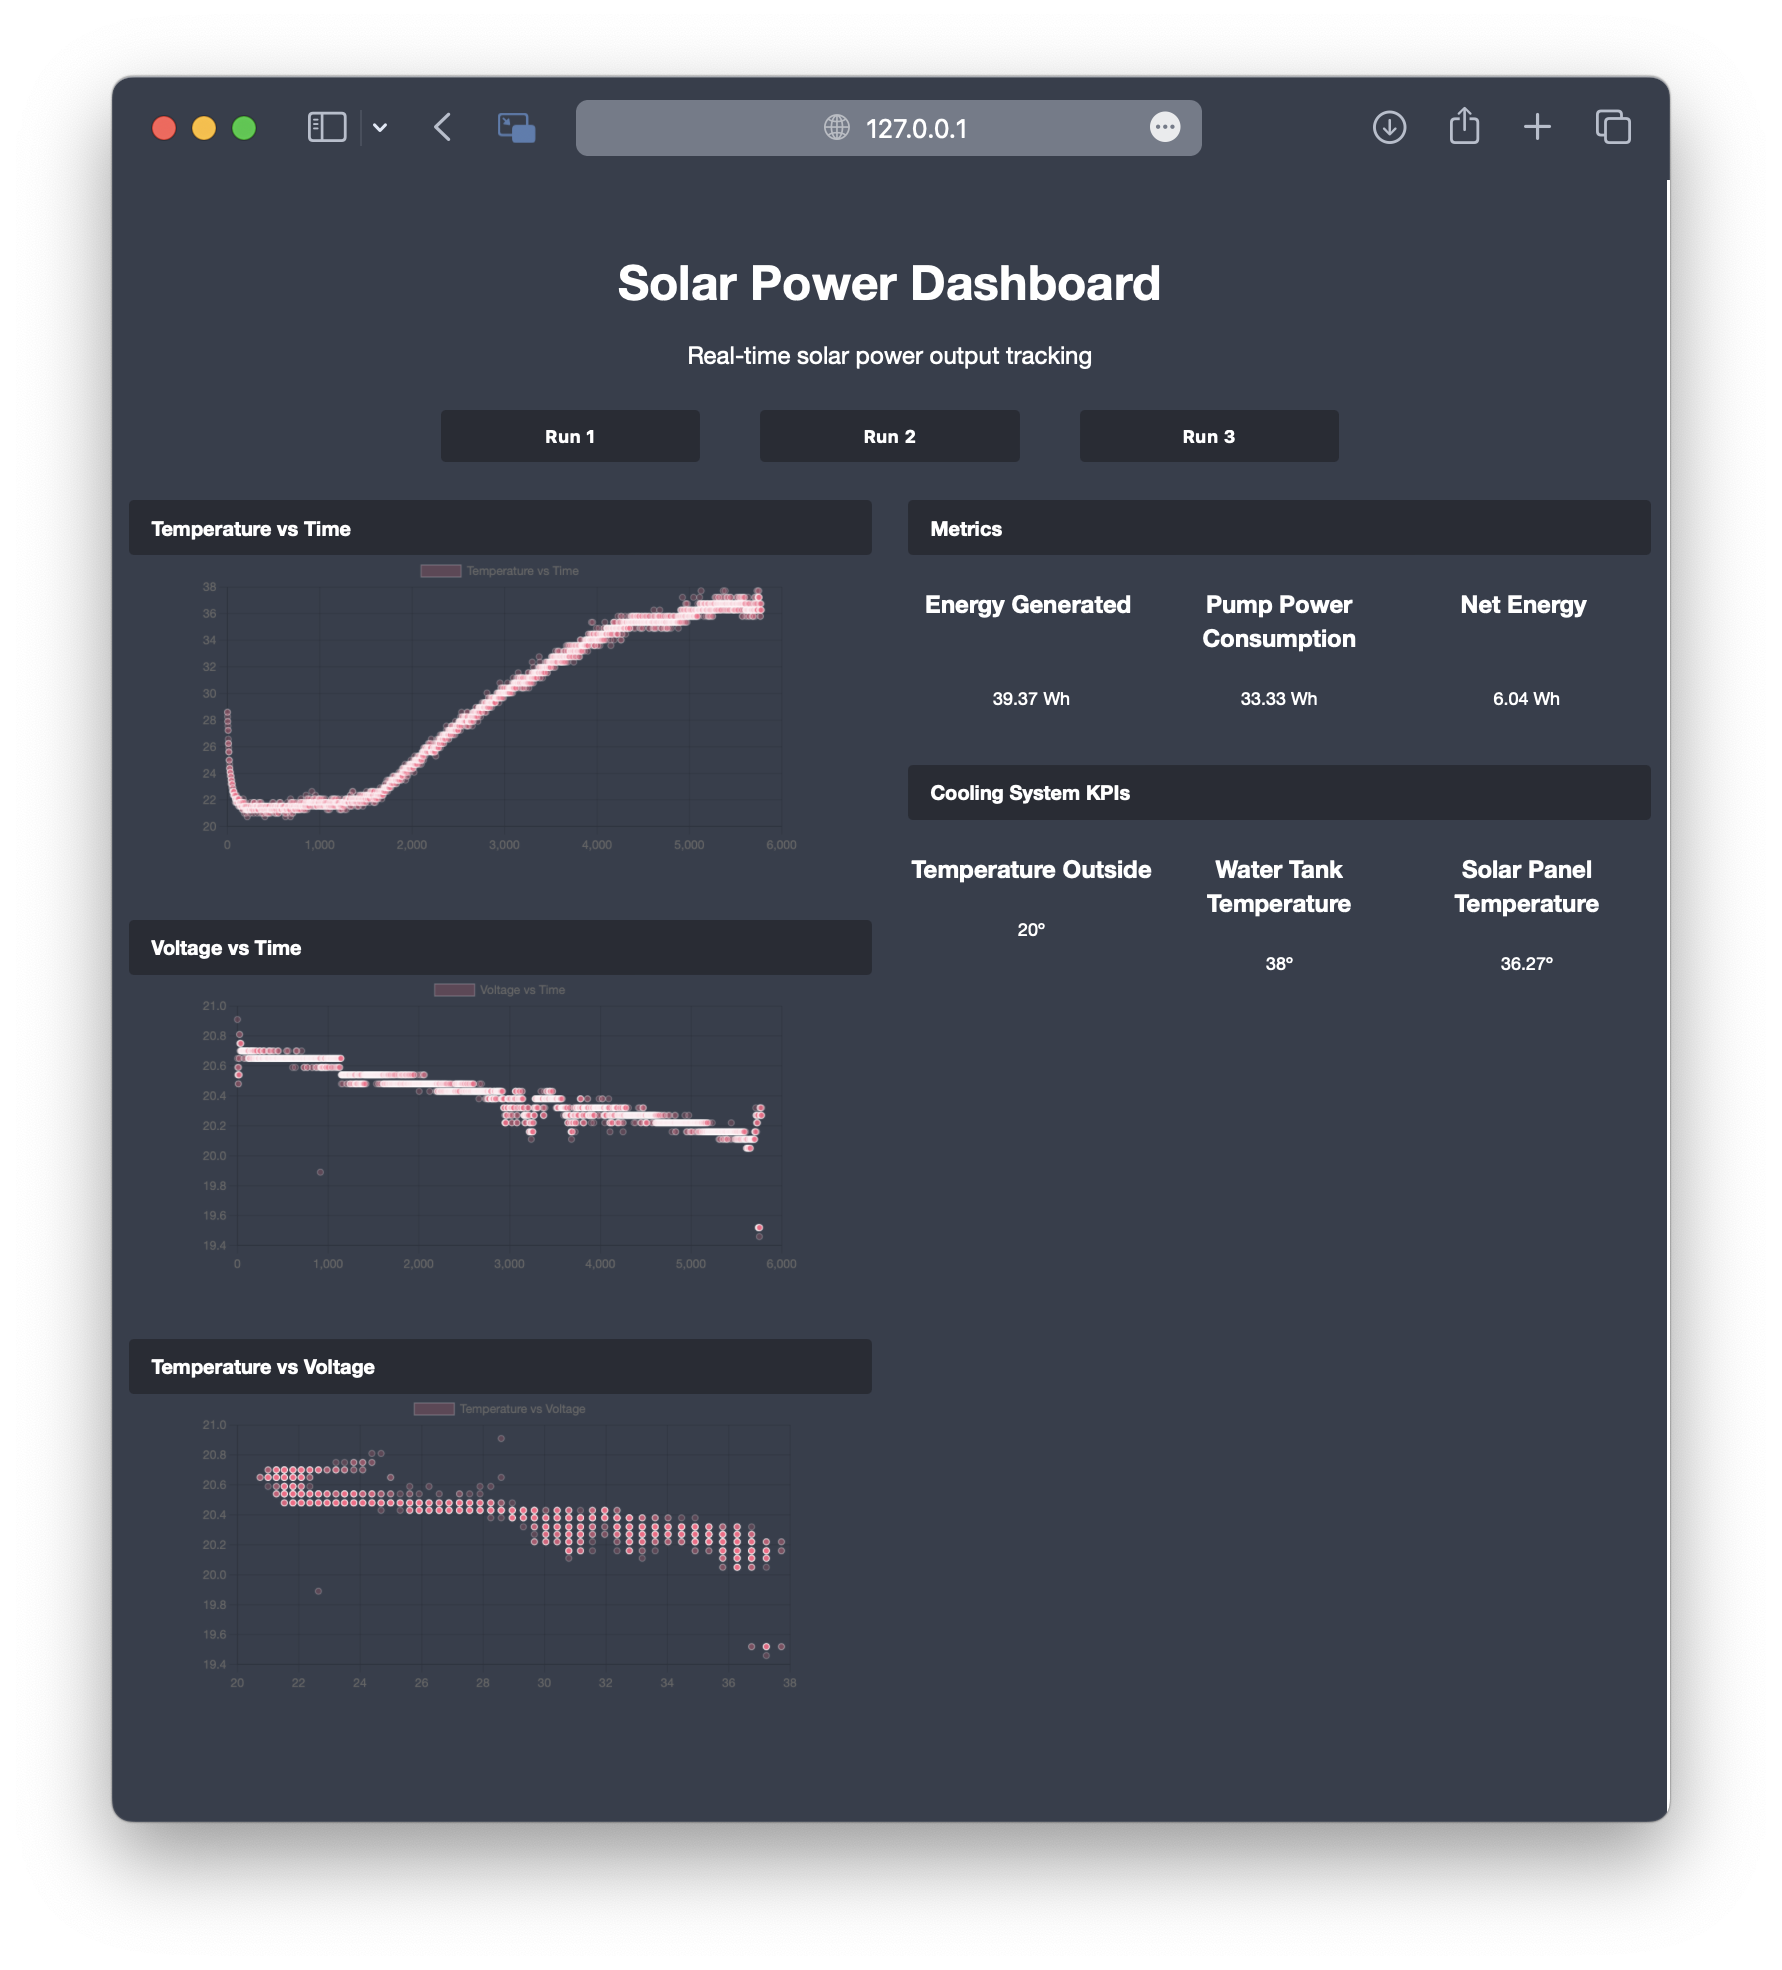 127.0.0.1
Solar Power Dashboard
Real-time solar power output tracking
Run 1
Run 2
Run 3
Temperature vs Time
Temperature vs Time
38
36
34
32
30
28
26
24
22
20
0
1,000
2,000
3,000
4,000
5,000
6,000
Voltage vs Time
Voltage vs Time
21.0
20.8
20.6
20.4
20.2
20.0
19.8
19.6
19.4
0
1,000
2,000
3,000
4,000
5,000
6,000
Temperature vs Voltage
Temperature vs Voltage
21.0
20.8
20.6
20.4
20.2
20.0
19.8
19.6
19.4
20
22
24
26
28
30
32
34
36
38
Metrics
Energy Generated
39.37 Wh
Pump Power
Consumption
33.33 Wh
Net Energy
6.04 Wh
Cooling System KPIs
Temperature Outside
20°
Water Tank
Temperature
38°
Solar Panel
Temperature
36.27°